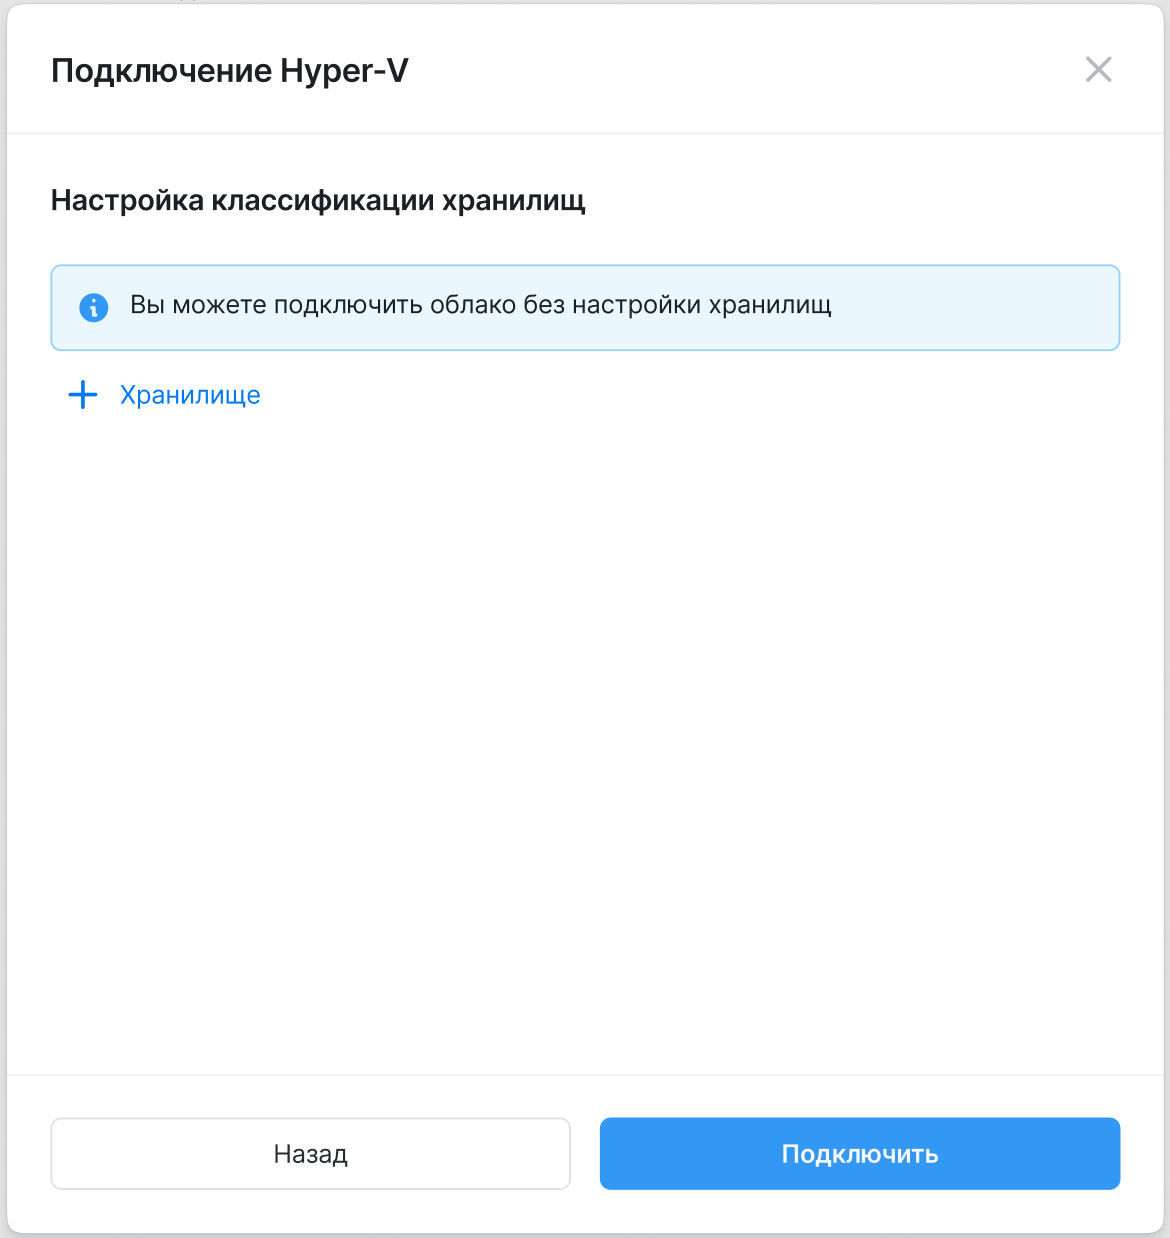 Подключение Hyper-V
Настройка классификации хранилищ
Вы можете подключить облако без настройки хранилищ
Хранилище
Назад
Подключить